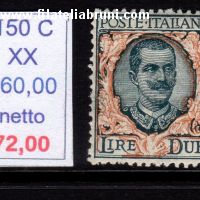 www.filateliabruni.com
150 C
XX
60,00
netto
72,00
POSTE·ITALIANE
LIRE DUE